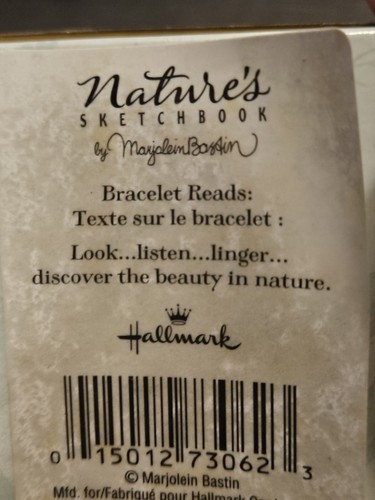 Nature's
SKETCHBOOK
by Marjolein Bastin
Bracelet Reads:
Texte sur le bracelet :
Look...listen...linger...
discover the beauty in nature.
Hallmark
0 15012 73062 3
© Marjolein Bastin
Mfd. for/Fabriqué pour Hallmark